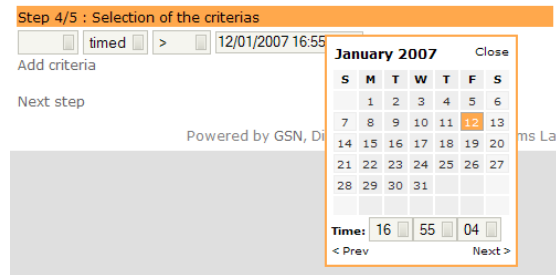 Step 4/5 : Selection of the criterias
timed > 12/01/2007 16:55
Add criteria
Next step
Powered by GSN, Di
ms La
January 2007 Close
S M T W T F S
1 2 3 4 5 6
7 8 9 10 11 12 13
14 15 16 17 18 19 20
21 22 23 24 25 26 27
28 29 30 31
Time: 16 55 04
< Prev Next >